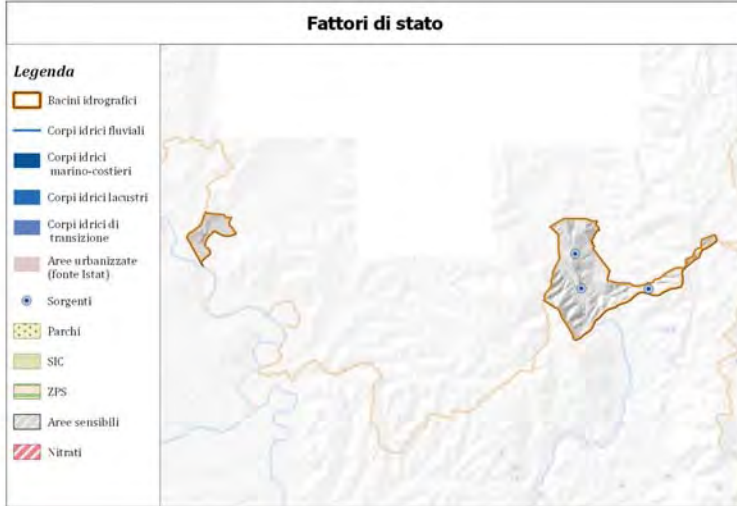 Fattori di stato
Legenda
Bacini idrografici
Corpi idrici fluviali
Corpi idrici
marino-costieri
Corpi idrici lacustri
Corpi idrici di
transizione
Aree urbanizzate
(fonte Istat)
Sorgenti
Parchi
SIC
ZPS
Aree sensibili
Nitrati